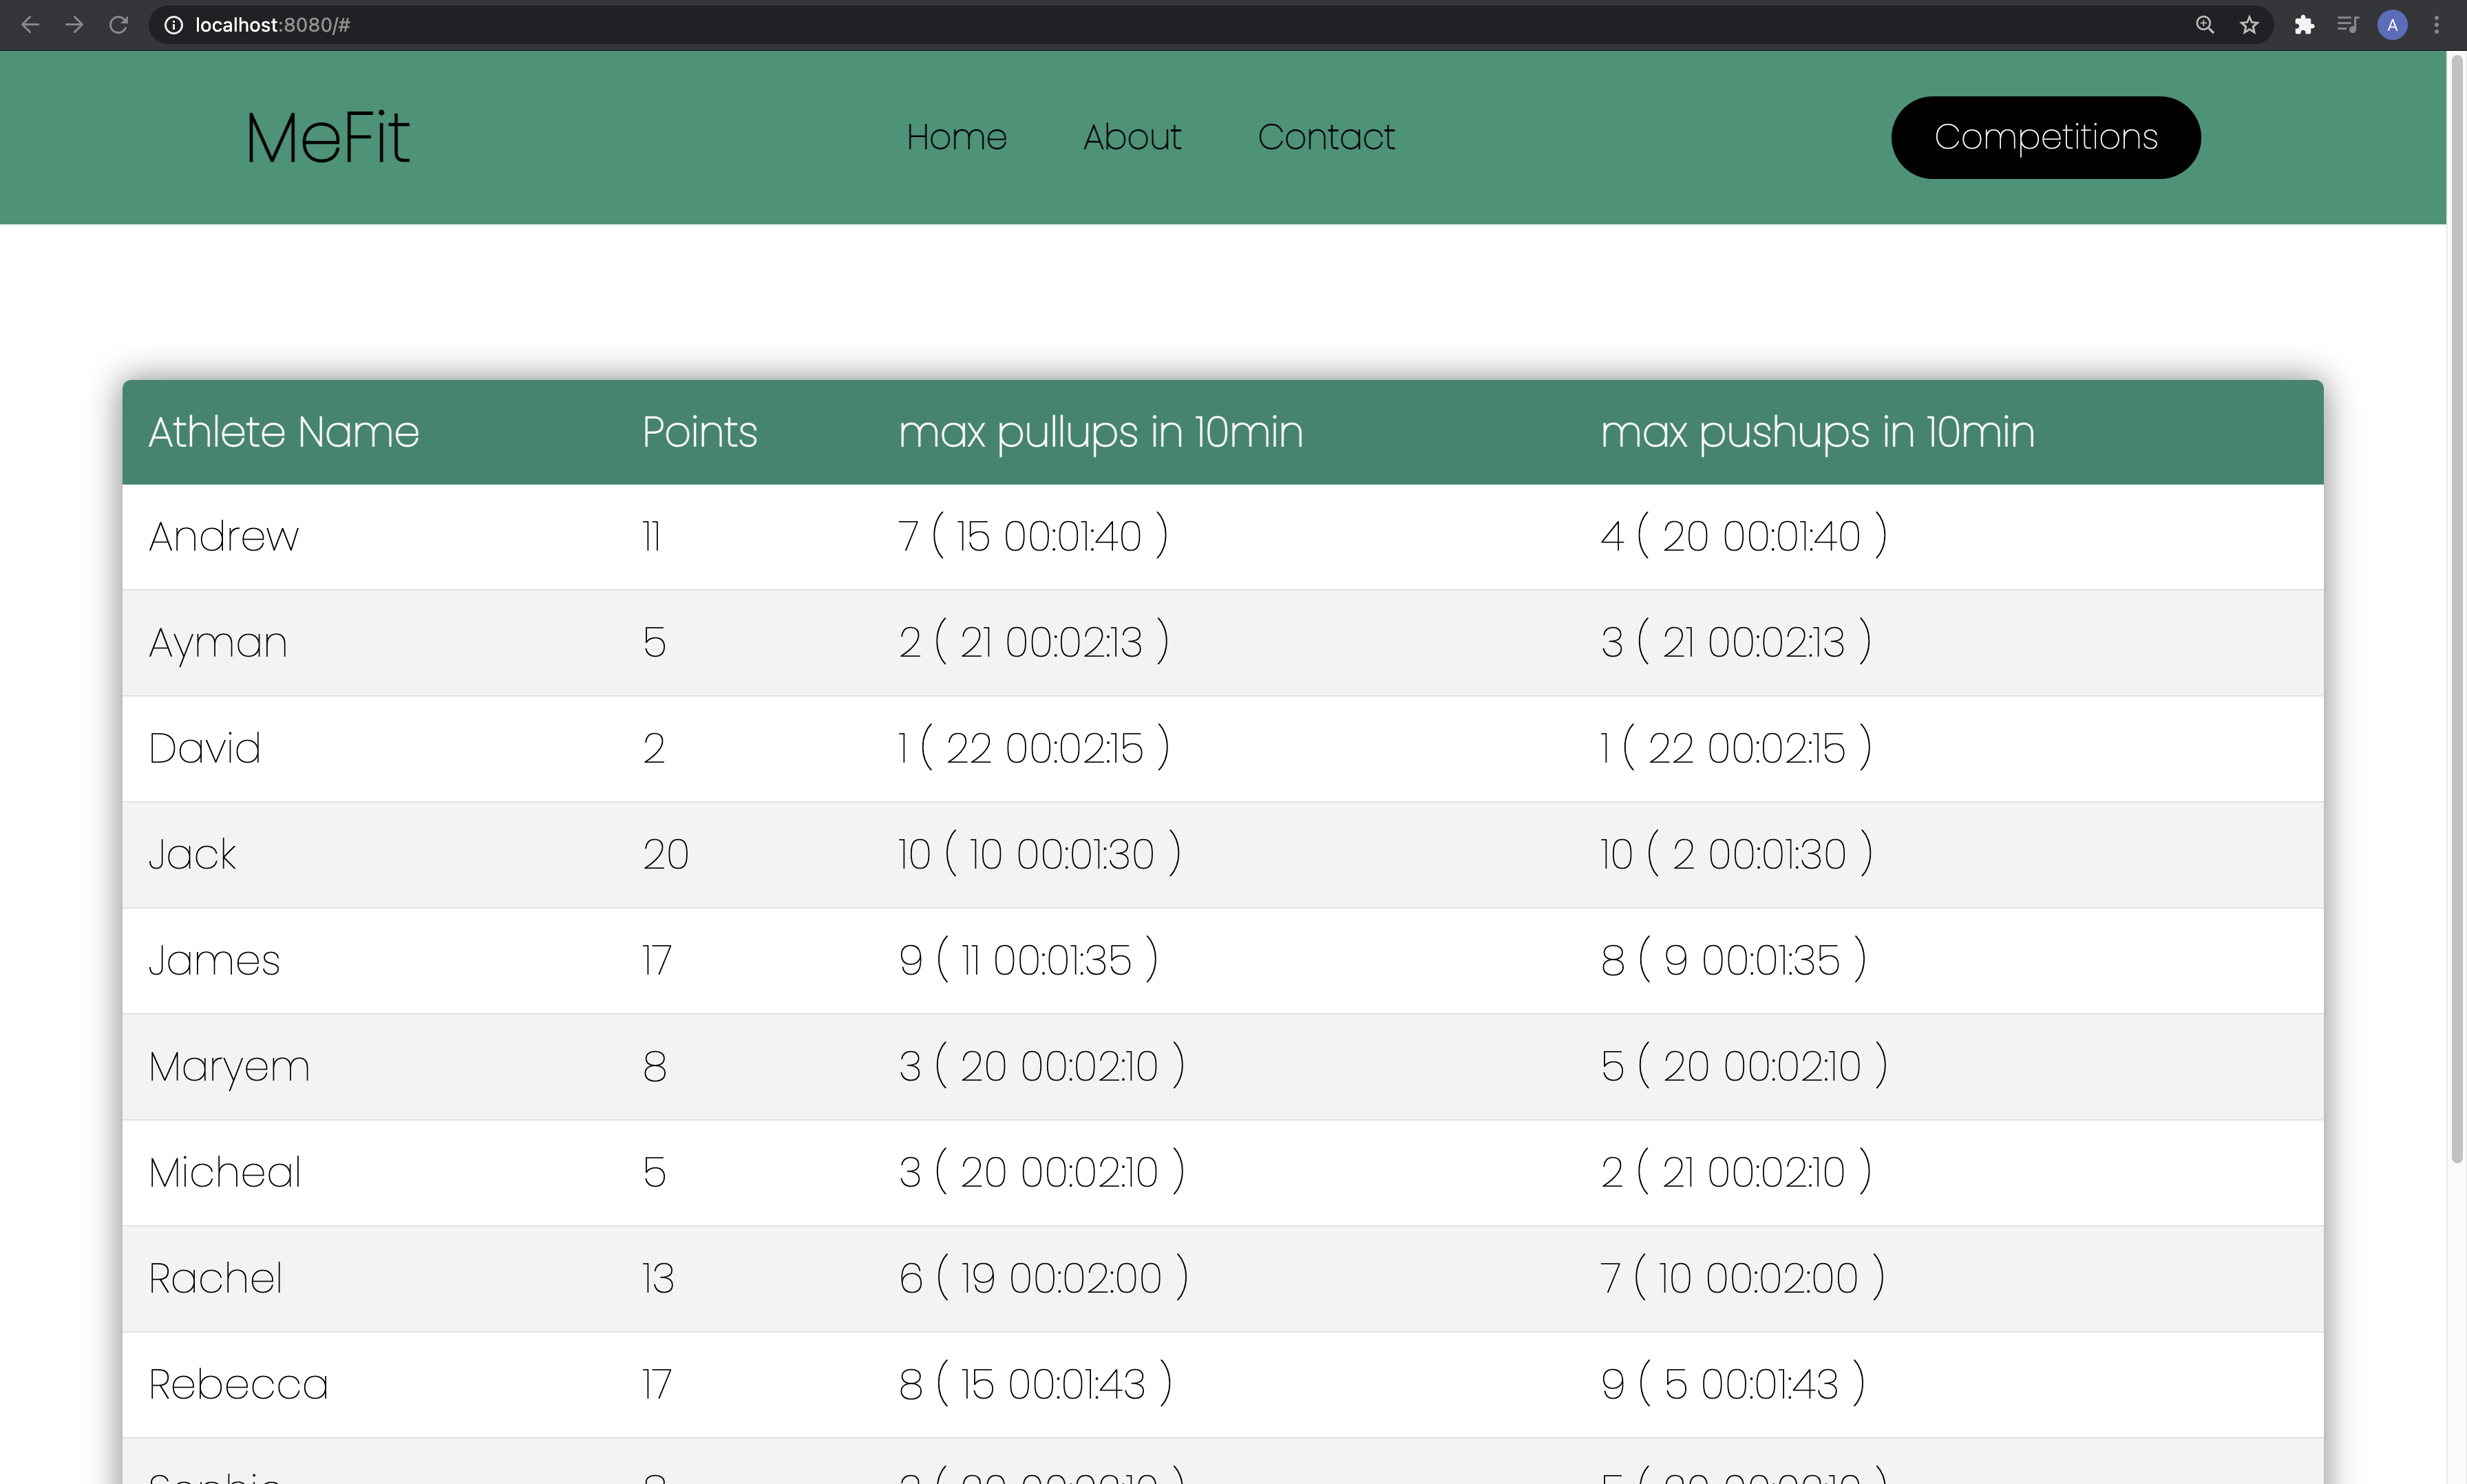 localhost:8080/#
A
MeFit Home About Contact Competitions
Athlete Name Points max pullups in 10min max pushups in 10min
Andrew 11 7 ( 15 00:01:40 ) 4 ( 20 00:01:40 )
Ayman 5 2 ( 21 00:02:13 ) 3 ( 21 00:02:13 )
David 2 1 ( 22 00:02:15 ) 1 ( 22 00:02:15 )
Jack 20 10 ( 10 00:01:30 ) 10 ( 2 00:01:30 )
James 17 9 ( 11 00:01:35 ) 8 ( 9 00:01:35 )
Maryem 8 3 ( 20 00:02:10 ) 5 ( 20 00:02:10 )
Micheal 5 3 ( 20 00:02:10 ) 2 ( 21 00:02:10 )
Rachel 13 6 ( 19 00:02:00 ) 7 ( 10 00:02:00 )
Rebecca 17 8 ( 15 00:01:43 ) 9 ( 5 00:01:43 )